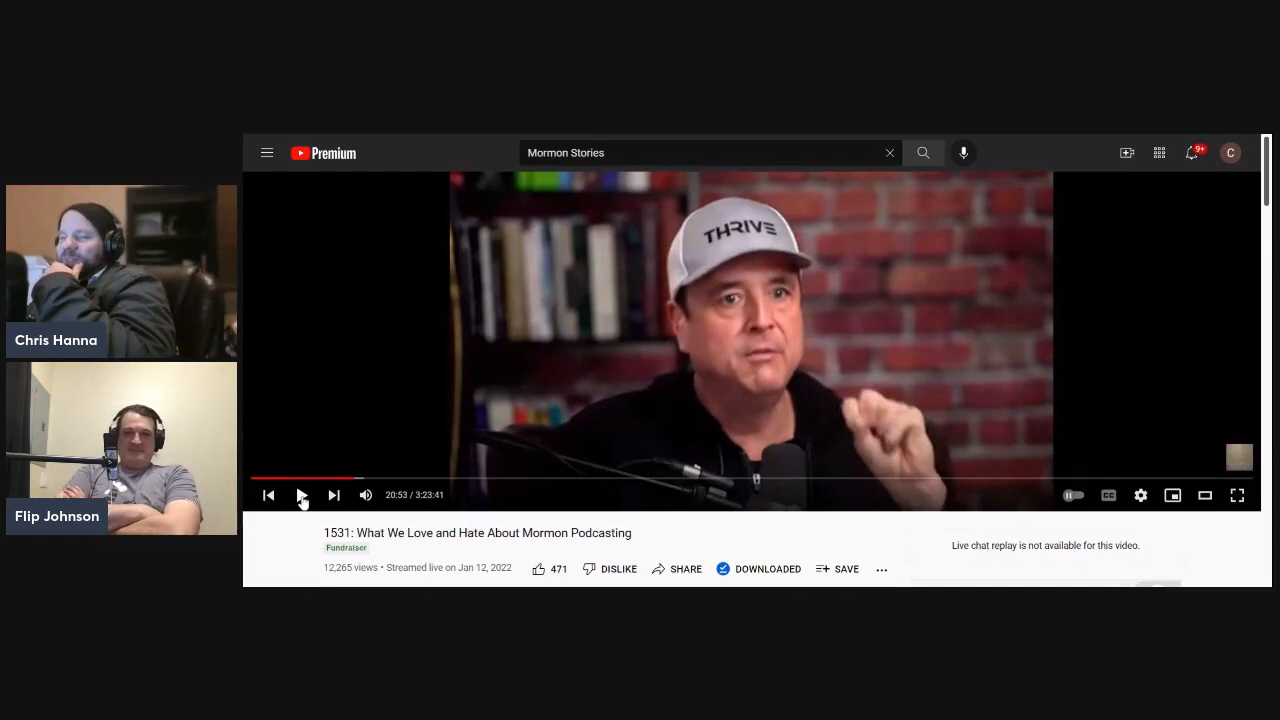 Premium
Mormon Stories
9+
C
THRIVE
Chris Hanna
Flip Johnson
20:53 / 3:23:41
CC
1531: What We Love and Hate About Mormon Podcasting
Fundraiser
12,265 views • Streamed live on Jan 12, 2022
471
DISLIKE
SHARE
DOWNLOADED
SAVE
Live chat replay is not available for this video.